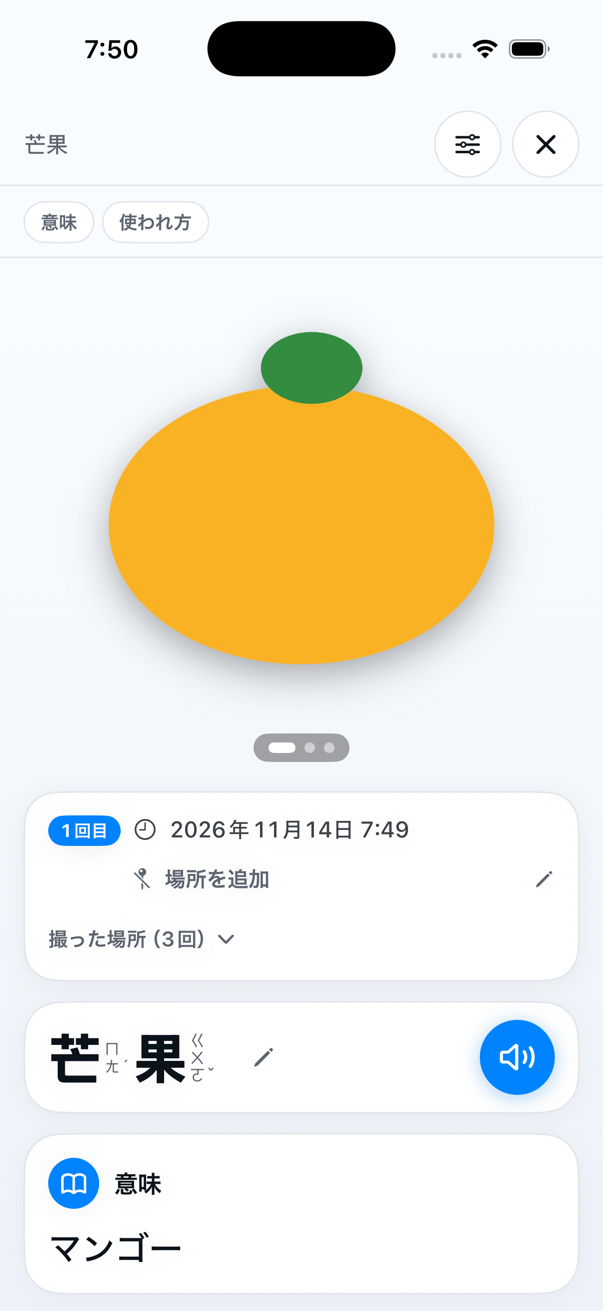 7:50
芒果
意味
使われ方
1回目
2026年11月14日 7:49
場所を追加
撮った場所 (3回)
芒ㄇㄤˊ果ㄍㄨㄛˇ
意味
マンゴー